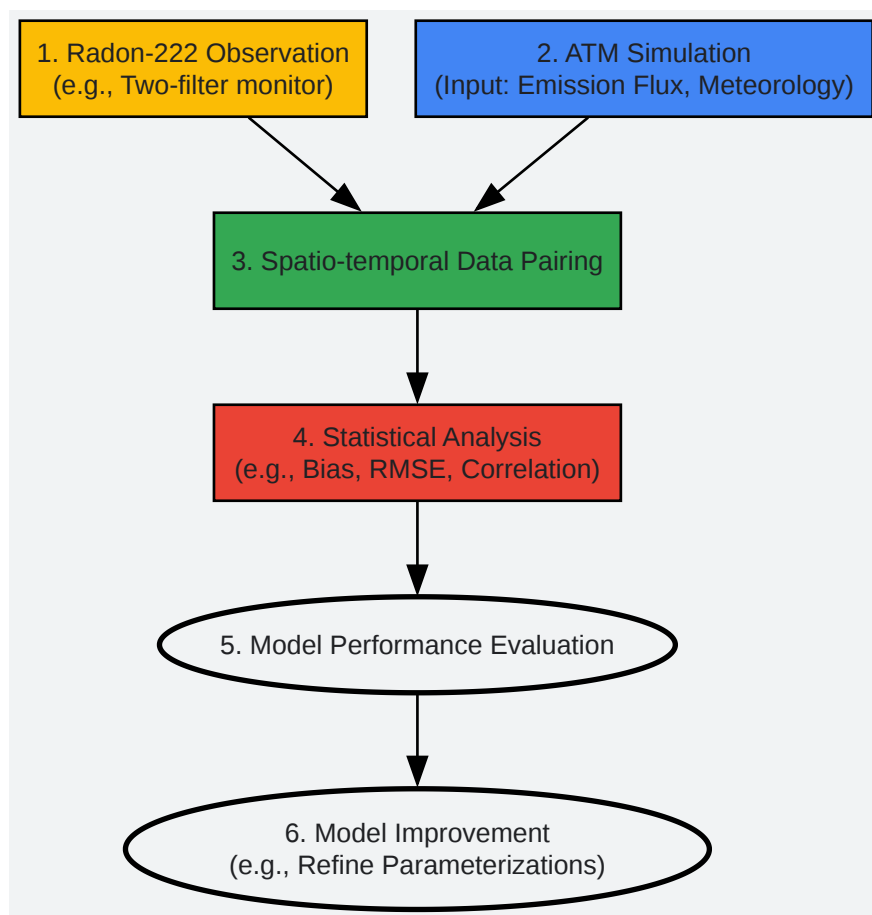 1. Radon-222 Observation
(e.g., Two-filter monitor)
2. ATM Simulation
(Input: Emission Flux, Meteorology)
3. Spatio-temporal Data Pairing
4. Statistical Analysis
(e.g., Bias, RMSE, Correlation)
5. Model Performance Evaluation
6. Model Improvement
(e.g., Refine Parameterizations)